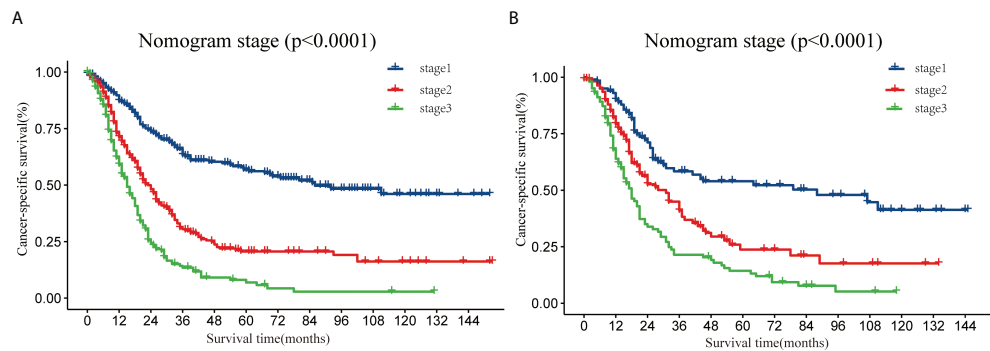 A
Nomogram stage (p<0.0001)
stage1
stage2
stage3
Cancer-specific survival(%)
1.00
0.75
0.50
0.25
0.00
0 12 24 36 48 60 72 84 96 108 120 132 144
Survival time(months)
B
Nomogram stage (p<0.0001)
stage1
stage2
stage3
Cancer-specific survival(%)
1.00
0.75
0.50
0.25
0.00
0 12 24 36 48 60 72 84 96 108 120 132 144
Survival time(months)